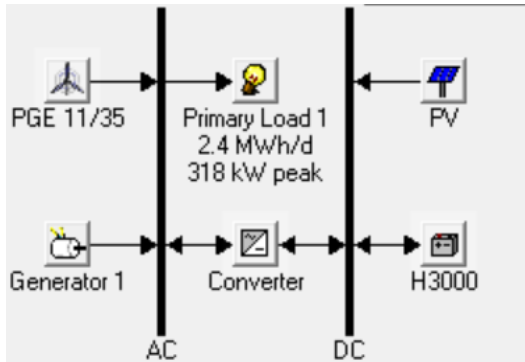 PGE 11/35
Primary Load 1
2.4 MWh/d
318 kW peak
PV
Generator 1
Converter
H3000
AC
DC